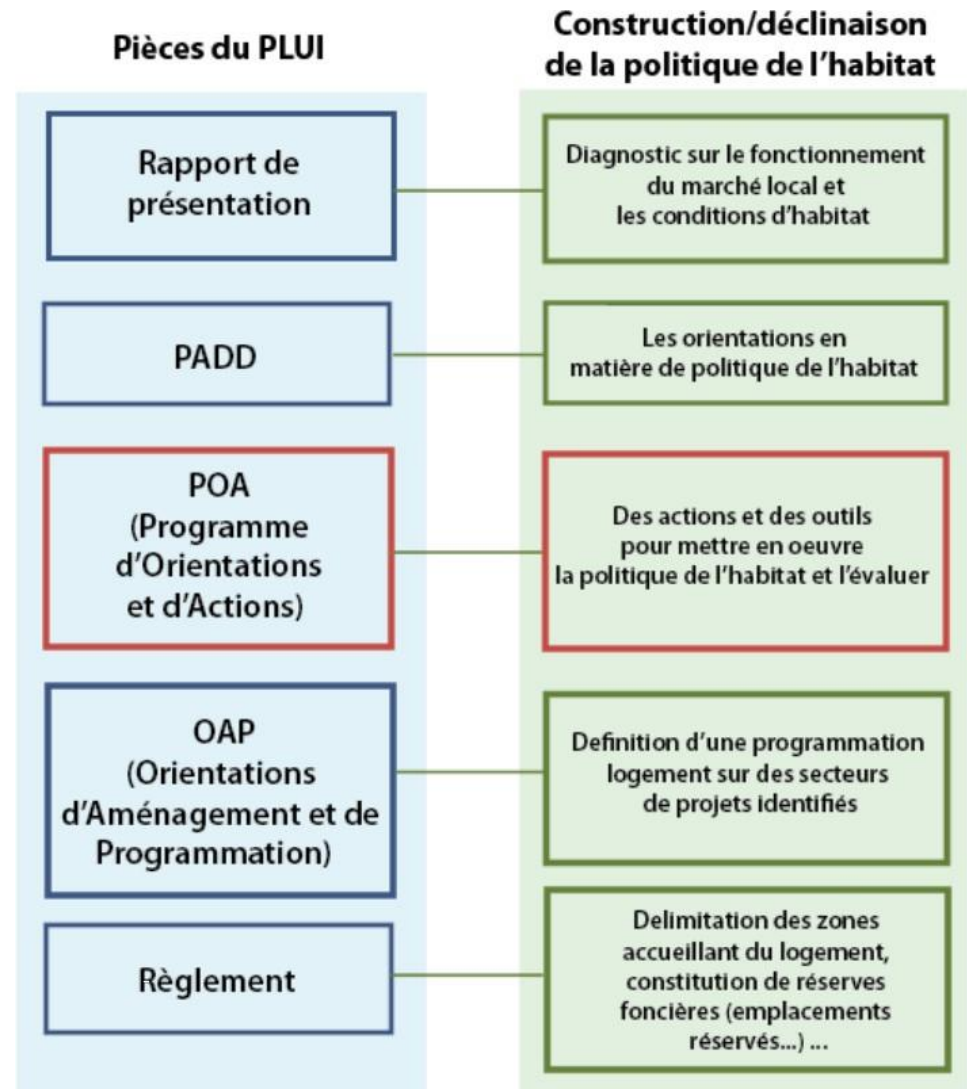 Pièces du PLUI
Construction/déclinaison
de la politique de l'habitat
Rapport de
présentation
Diagnostic sur le fonctionnement
du marché local et
les conditions d'habitat
PADD
Les orientations en
matière de politique de l'habitat
POA
(Programme
d'Orientations
et d'Actions)
Des actions et des outils
pour mettre en oeuvre
la politique de l'habitat et l'évaluer
OAP
(Orientations
d'Aménagement et de
Programmation)
Definition d'une programmation
logement sur des secteurs
de projets identifiés
Règlement
Delimitation des zones
accueillant du logement,
constitution de réserves
foncières (emplacements
réservés...) ...